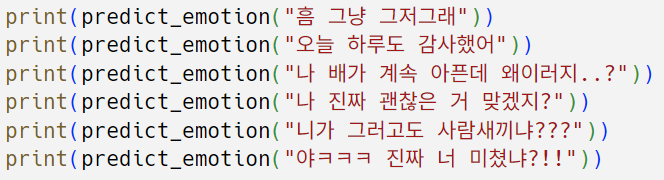 print(predict_emotion("흠 그냥 그저그래"))
print(predict_emotion("오늘 하루도 감사했어"))
print(predict_emotion("나 배가 계속 아픈데 왜이러지..?"))
print(predict_emotion("나 진짜 괜찮은 거 맞겠지?"))
print(predict_emotion("니가 그러고도 사람새끼냐???"))
print(predict_emotion("야ㅋㅋㅋ 진짜 너 미쳤냐?!!"))